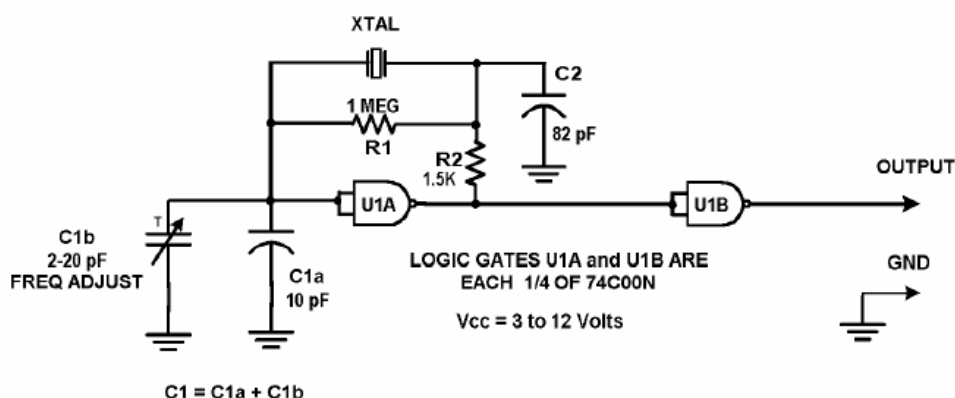 XTAL
C2
1 MEG
R1
82 pF
R2
1.5K
OUTPUT
U1A
U1B
T
C1b
2-20 pF
FREQ ADJUST
C1a
10 pF
LOGIC GATES U1A and U1B ARE
EACH 1/4 OF 74C00N
GND
Vcc = 3 to 12 Volts
C1 = C1a + C1b